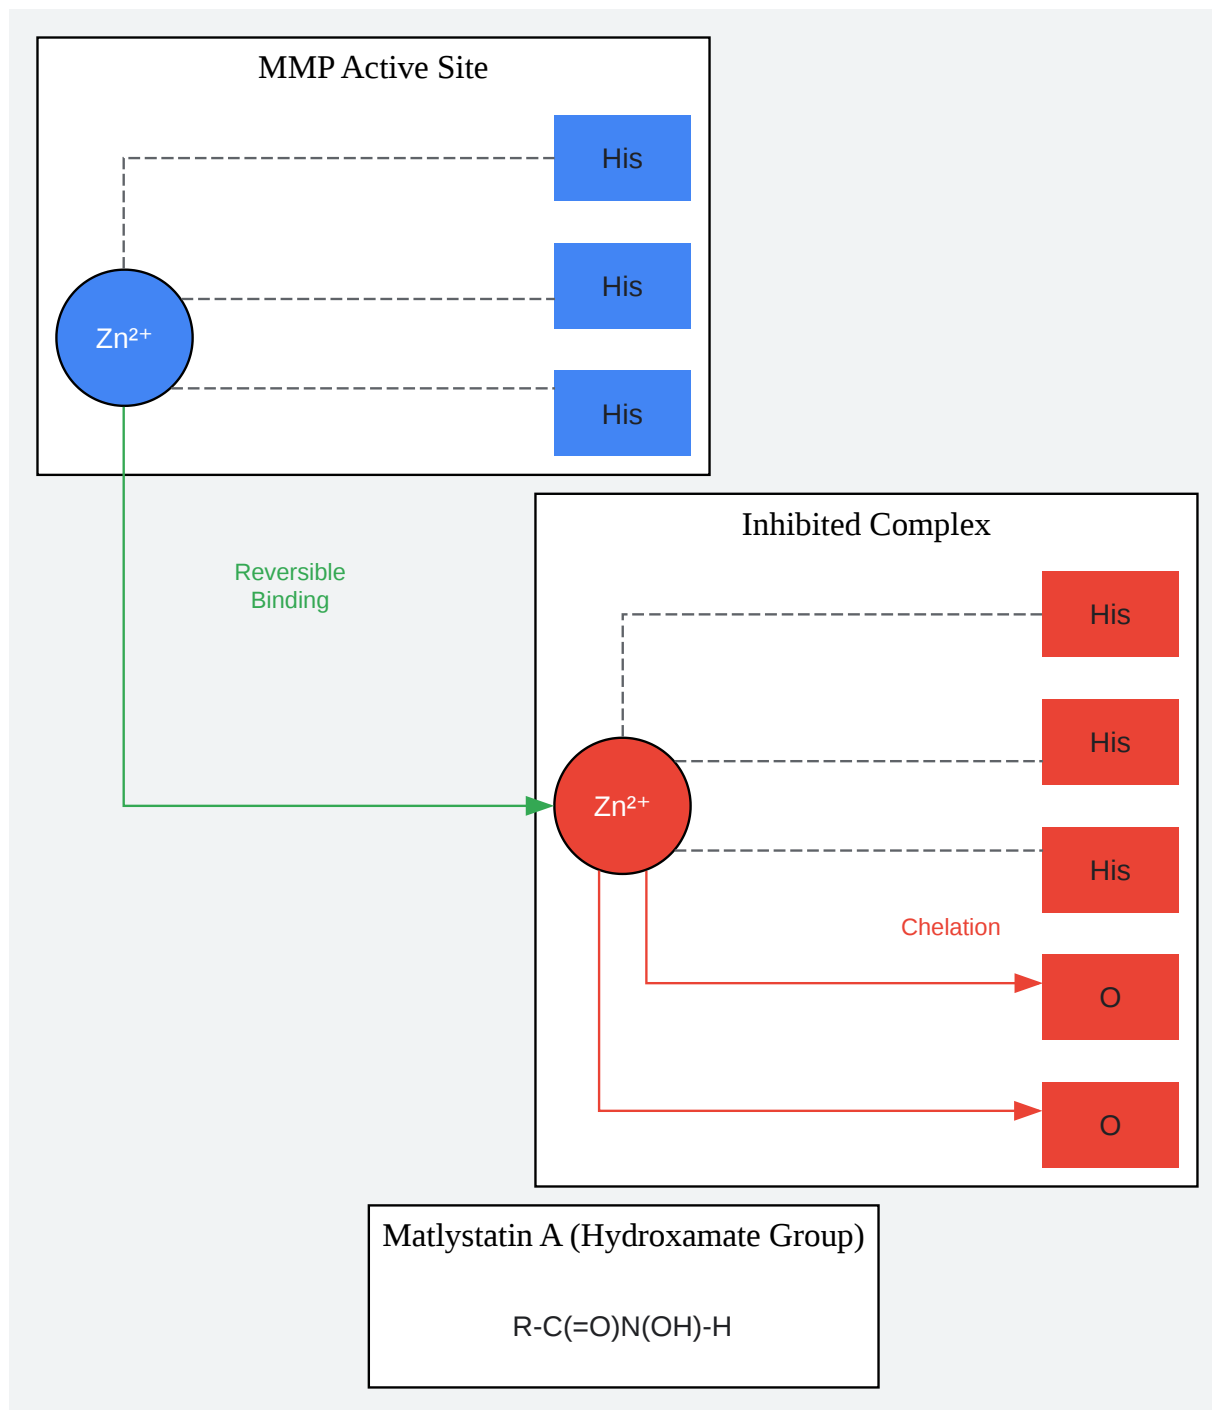 MMP Active Site
His
His
Zn²⁺
His
Reversible
Binding
Inhibited Complex
His
His
Zn²⁺
His
Chelation
O
O
Matlystatin A (Hydroxamate Group)
R-C(=O)N(OH)-H